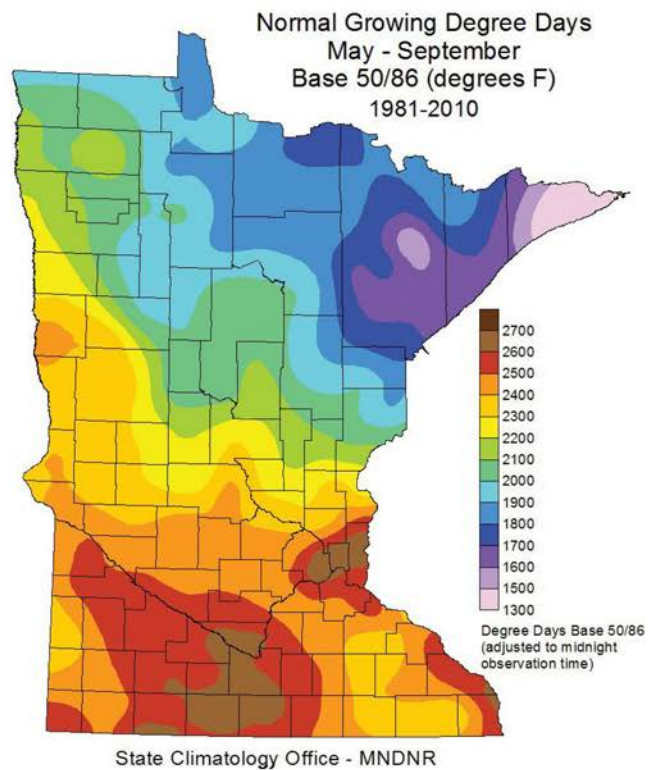 Normal Growing Degree Days
May - September
Base 50/86 (degrees F)
1981-2010
2700
2600
2500
2400
2300
2200
2100
2000
1900
1800
1700
1600
1500
1300
Degree Days Base 50/86
(adjusted to midnight
observation time)
State Climatology Office - MNDNR